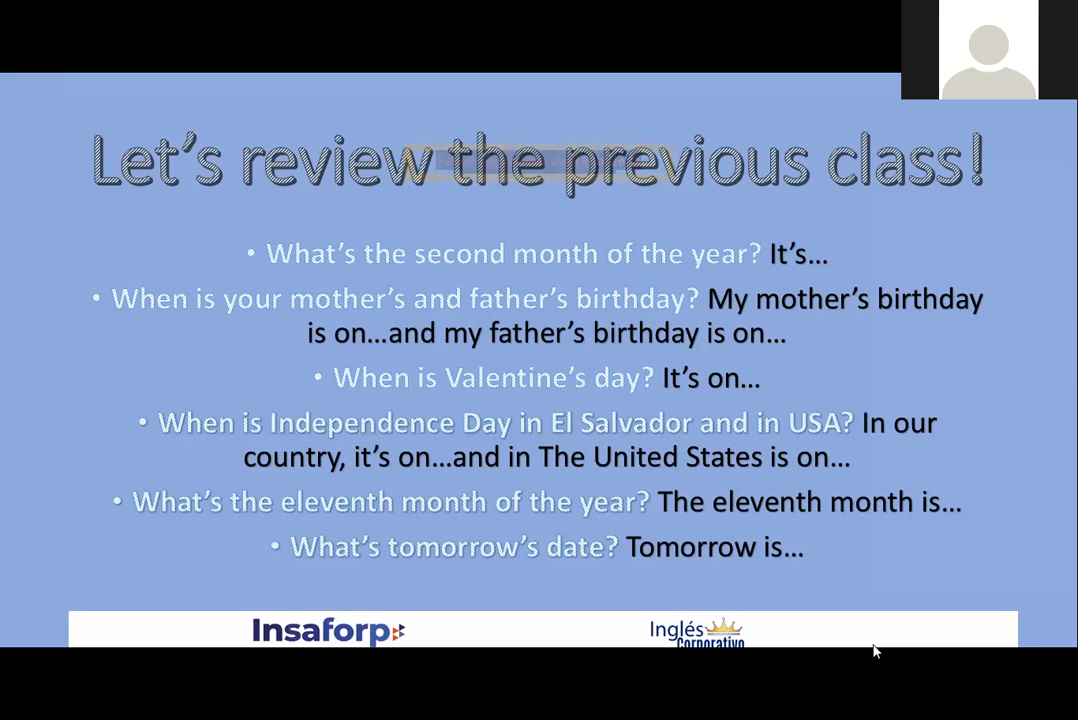 Let's review the previous class!
• What's the second month of the year? It's…
• When is your mother's and father's birthday? My mother's birthday
is on…and my father's birthday is on…
• When is Valentine's day? It's on…
• When is Independence Day in El Salvador and in USA? In our
country, it's on…and in The United States is on…
• What's the eleventh month of the year? The eleventh month is…
• What's tomorrow's date? Tomorrow is…
Insaforp
Inglés
Corporativo